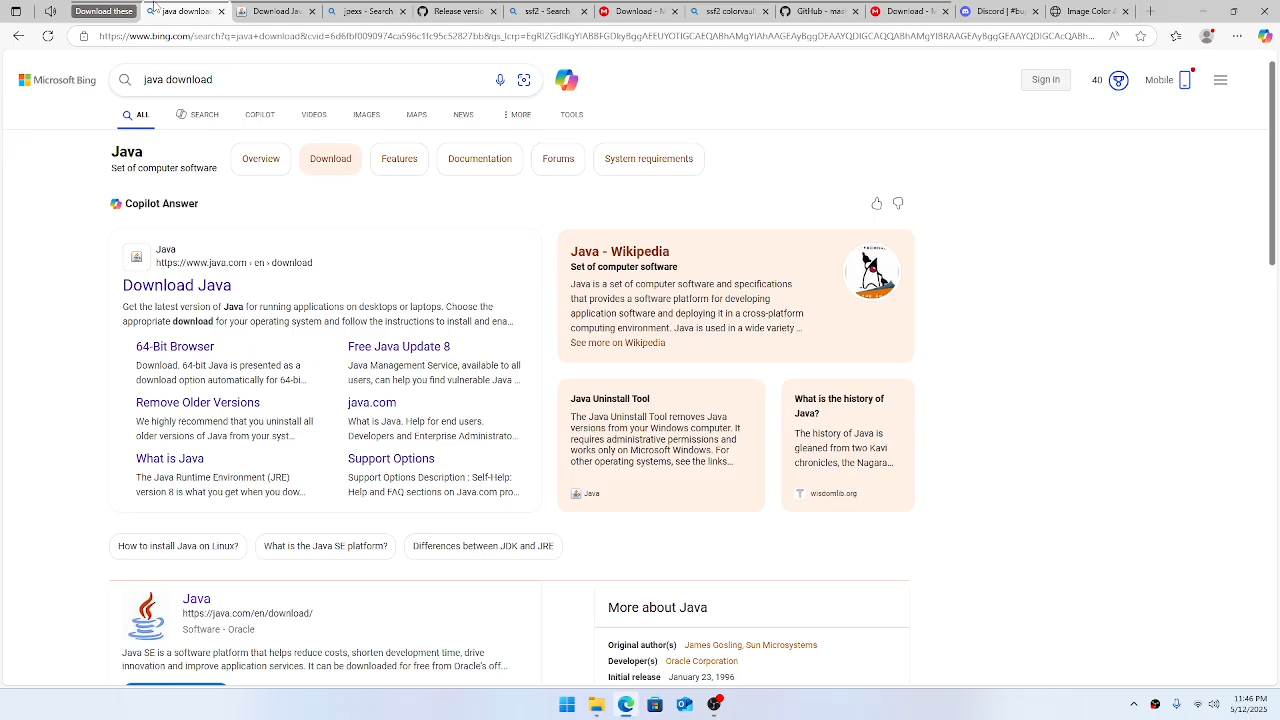 Download these
java download
Download Jav
jpexs - Search
Release versio
ssf2 - Search
Download - M
ssf2 colorauul
Github - mas
Download - M
Discord | #bug
Image Color A
https://www.bing.com/search?q=java+download&cvid=6d6fbf0090974ca596c1fc95c52827b6&gs_lcrp=
Microsoft Bing
java download
Sign in
40
Mobile
ALL
SEARCH
COPILOT
VIDEOS
IMAGES
MAPS
NEWS
MORE
TOOLS
Java
Set of computer software
Overview
Download
Features
Documentation
Forums
System requirements
Copilot Answer
Java
https://www.java.com › en › download
Download Java
Get the latest version of Java for running applications on desktops or laptops. Choose the
appropriate download for your operating system and follow the instructions to install and ena...
64-Bit Browser
Download. 64-bit Java is presented as a
download option automatically for 64-bi...
Free Java Update 8
Java Management Service, available to all
users, can help you find vulnerable Java ...
Remove Older Versions
We highly recommend that you uninstall all
older versions of Java from your syst...
java.com
What is Java. Help for end users.
Developers and Enterprise Administrato...
What is Java
The Java Runtime Environment (JRE)
version 8 is what you get when you dow...
Support Options
Support Options Description : Self-Help:
Help and FAQ sections on Java.com pro...
Java - Wikipedia
Set of computer software
Java is a set of computer software and specifications
that provides a software platform for developing
application software and deploying it in a cross-platform
computing environment. Java is used in a wide variety ...
See more on Wikipedia
Java Uninstall Tool
The Java Uninstall Tool removes Java
versions from your Windows computer. It
requires administrative permissions and
works only on Microsoft Windows. For
other operating systems, see the links...
Java
What is the history of
Java?
The history of Java is
gleaned from two Kavi
chronicles, the Nagara...
wisdomlib.org
How to install Java on Linux?
What is the Java SE platform?
Differences between JDK and JRE
Java
https://java.com/en/download/
Software - Oracle
Java SE is a software platform that helps reduce costs, shorten development time, drive
innovation and improve application services. It can be downloaded for free from Oracle's off...
More about Java
Original author(s) James Gosling, Sun Microsystems
Developer(s) Oracle Corporation
Initial release January 23, 1996
11:46 PM
5/12/2025